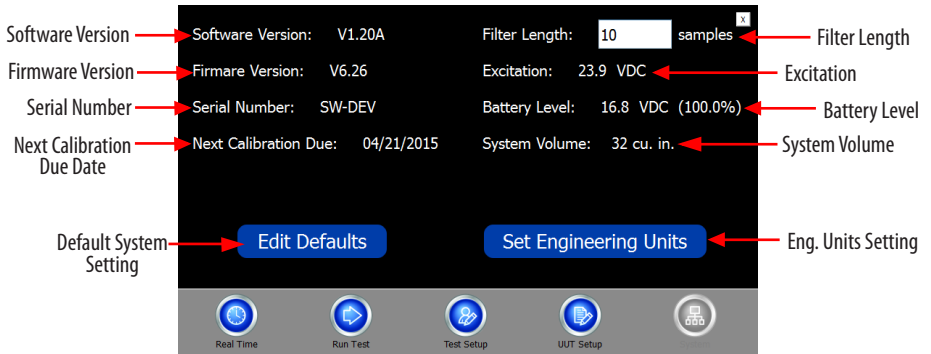 Software Version
Software Version: V1.20A
Filter Length: 10 samples
x
Filter Length
Firmware Version
Firmare Version: V6.26
Excitation: 23.9 VDC
Excitation
Serial Number
Serial Number: SW-DEV
Battery Level: 16.8 VDC (100.0%)
Battery Level
Next Calibration
Due Date
Next Calibration Due: 04/21/2015
System Volume: 32 cu. in.
System Volume
Default System
Setting
Edit Defaults
Set Engineering Units
Eng. Units Setting
Real Time
Run Test
Test Setup
UUT Setup